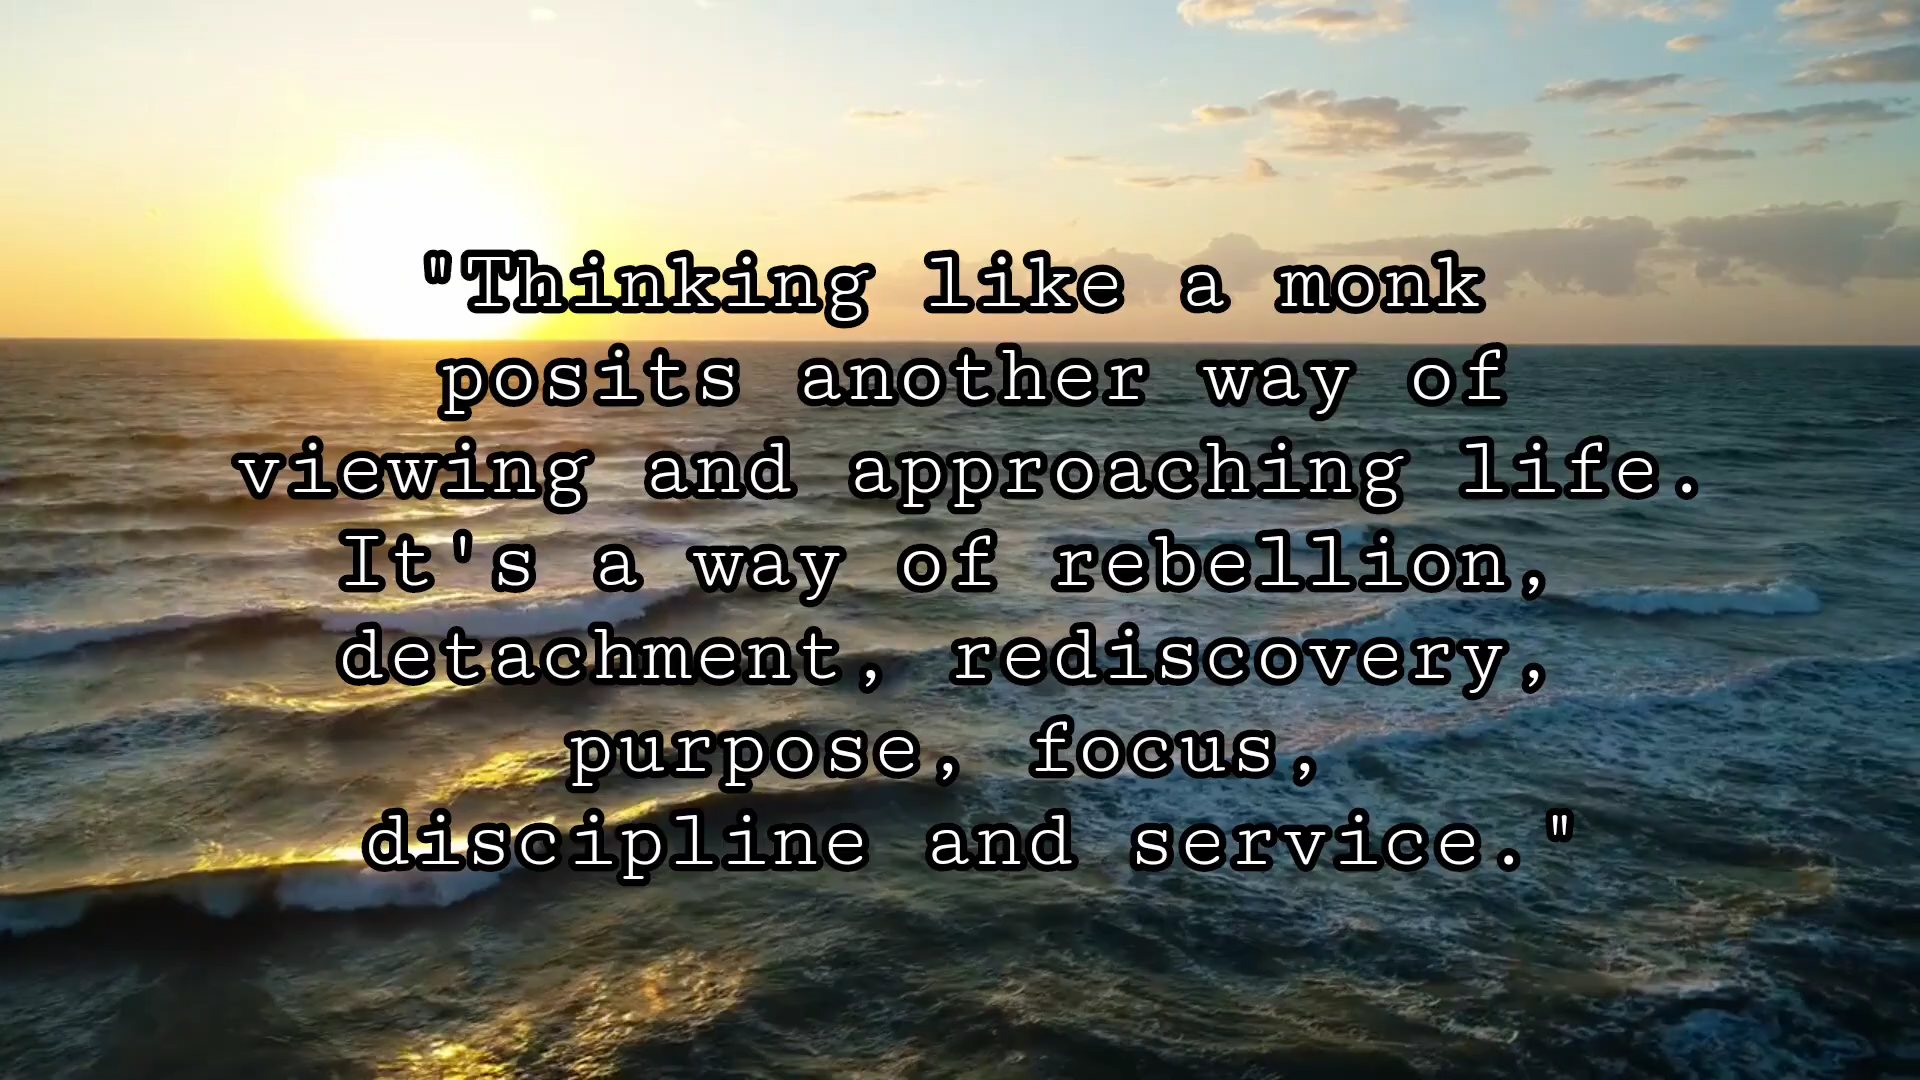 "Thinking like a monk
posits another way of
viewing and approaching life.
It's a way of rebellion,
detachment, rediscovery,
purpose, focus,
discipline and service."